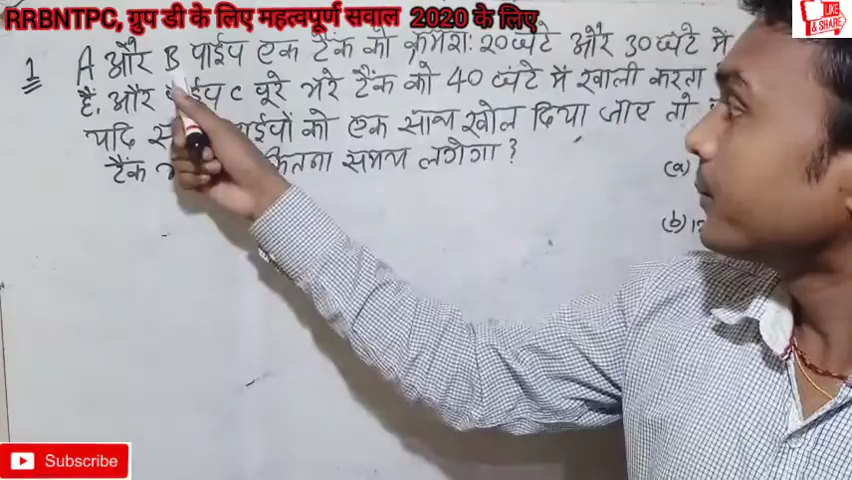 RRBNTPC, ग्रुप डी के लिए महत्वपूर्ण सवाल 2020 के लिए
LIKE & SHARE
1 A और B पाईप एक टैंक को क्रमशः 20 घंटे और 30 घंटे में
हैं, और पाईप C पूरे भरे टैंक को 40 घंटे में खाली करता
यदि पाईपों को एक साथ खोल दिया जाए तो
टैंक कितना समय लगेगा ?
(a)
(b)
Subscribe